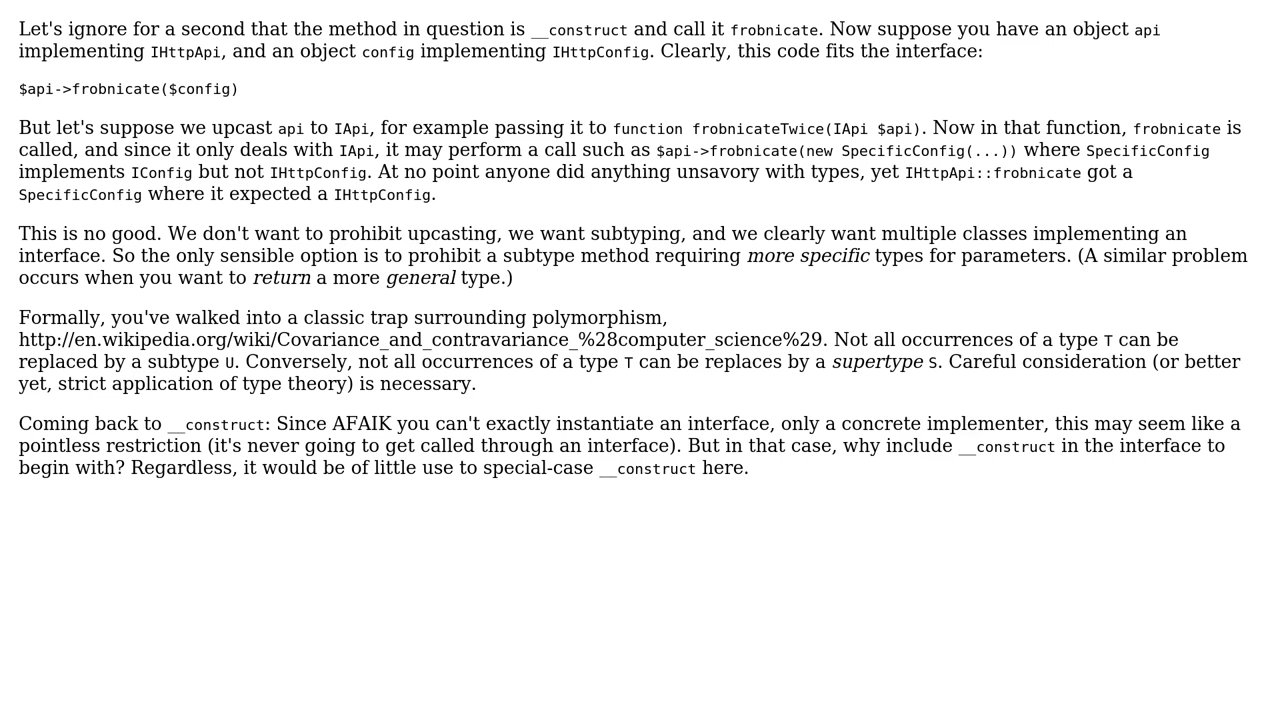 Let's ignore for a second that the method in question is __construct and call it frobnicate. Now suppose you have an object api
implementing IHttpApi, and an object config implementing IHttpConfig. Clearly, this code fits the interface:
$api->frobnicate($config)
But let's suppose we upcast api to IApi, for example passing it to function frobnicateTwice(IApi $api). Now in that function, frobnicate is
called, and since it only deals with IApi, it may perform a call such as $api->frobnicate(new SpecificConfig(...)) where SpecificConfig
implements IConfig but not IHttpConfig. At no point anyone did anything unsavory with types, yet IHttpApi::frobnicate got a
SpecificConfig where it expected a IHttpConfig.
This is no good. We don't want to prohibit upcasting, we want subtyping, and we clearly want multiple classes implementing an
interface. So the only sensible option is to prohibit a subtype method requiring more specific types for parameters. (A similar problem
occurs when you want to return a more general type.)
Formally, you've walked into a classic trap surrounding polymorphism,
http://en.wikipedia.org/wiki/Covariance_and_contravariance_%28computer_science%29. Not all occurrences of a type T can be
replaced by a subtype U. Conversely, not all occurrences of a type T can be replaces by a supertype S. Careful consideration (or better
yet, strict application of type theory) is necessary.
Coming back to __construct: Since AFAIK you can't exactly instantiate an interface, only a concrete implementer, this may seem like a
pointless restriction (it's never going to get called through an interface). But in that case, why include __construct in the interface to
begin with? Regardless, it would be of little use to special-case __construct here.